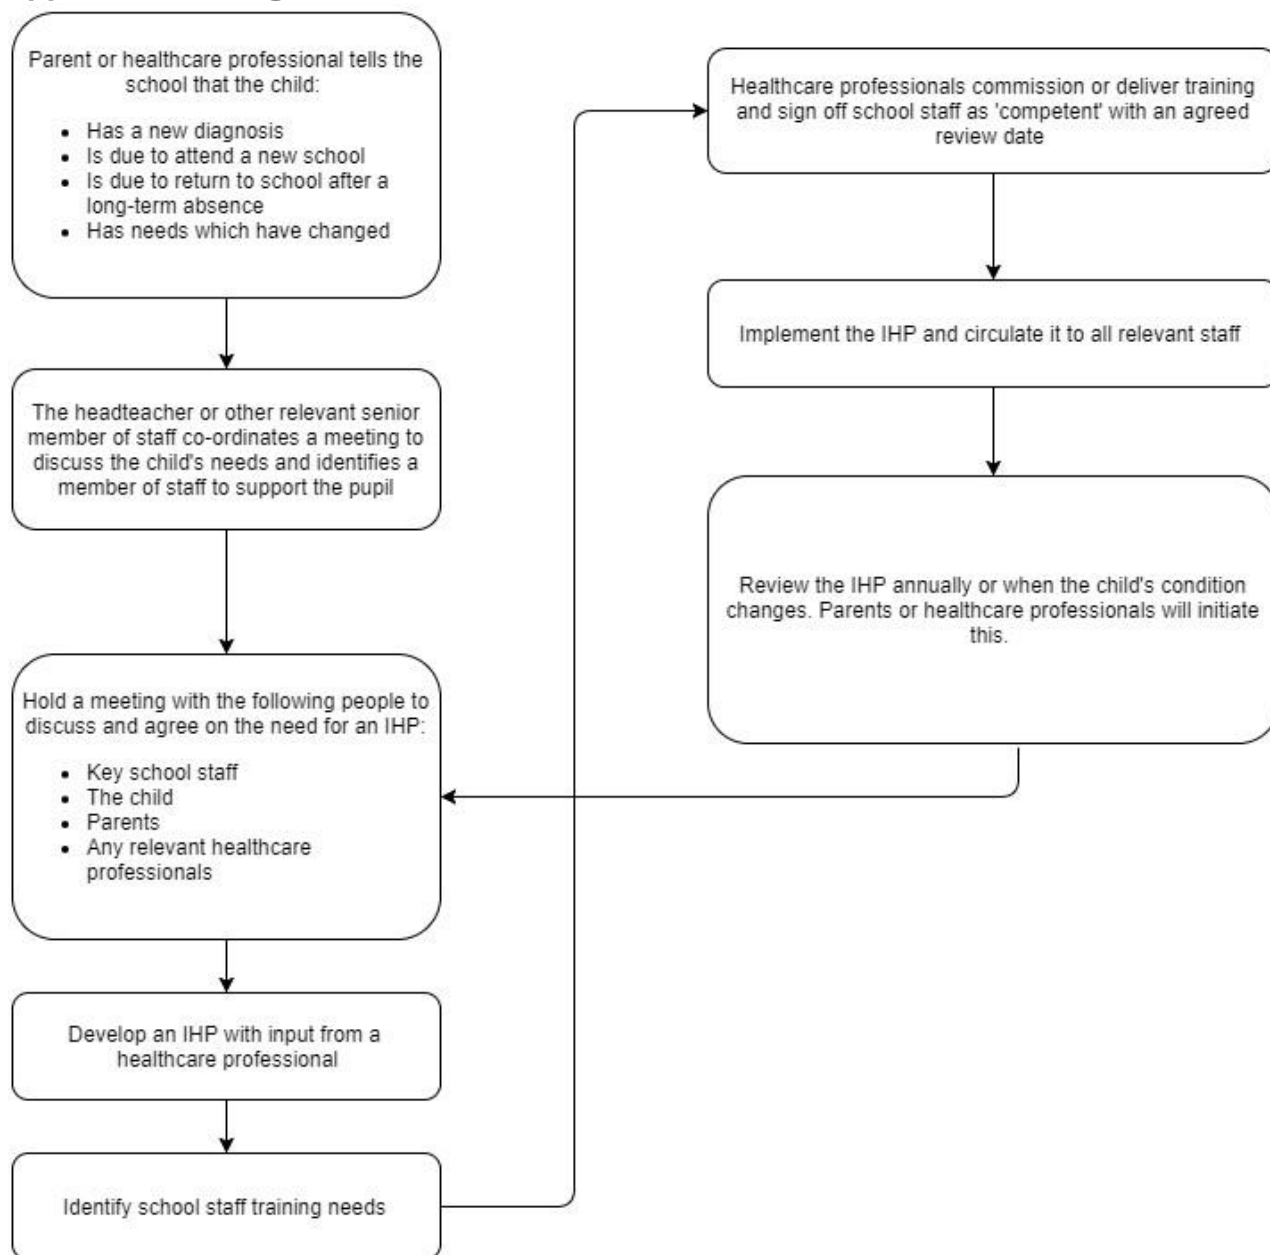 Parent or healthcare professional tells the
school that the child:
• Has a new diagnosis
• Is due to attend a new school
• Is due to return to school after a
long-term absence
• Has needs which have changed
The headteacher or other relevant senior
member of staff co-ordinates a meeting to
discuss the child's needs and identifies a
member of staff to support the pupil
Hold a meeting with the following people to
discuss and agree on the need for an IHP:
• Key school staff
• The child
• Parents
• Any relevant healthcare
professionals
Develop an IHP with input from a
healthcare professional
Identify school staff training needs
Healthcare professionals commission or deliver training
and sign off school staff as 'competent' with an agreed
review date
Implement the IHP and circulate it to all relevant staff
Review the IHP annually or when the child's condition
changes. Parents or healthcare professionals will initiate
this.